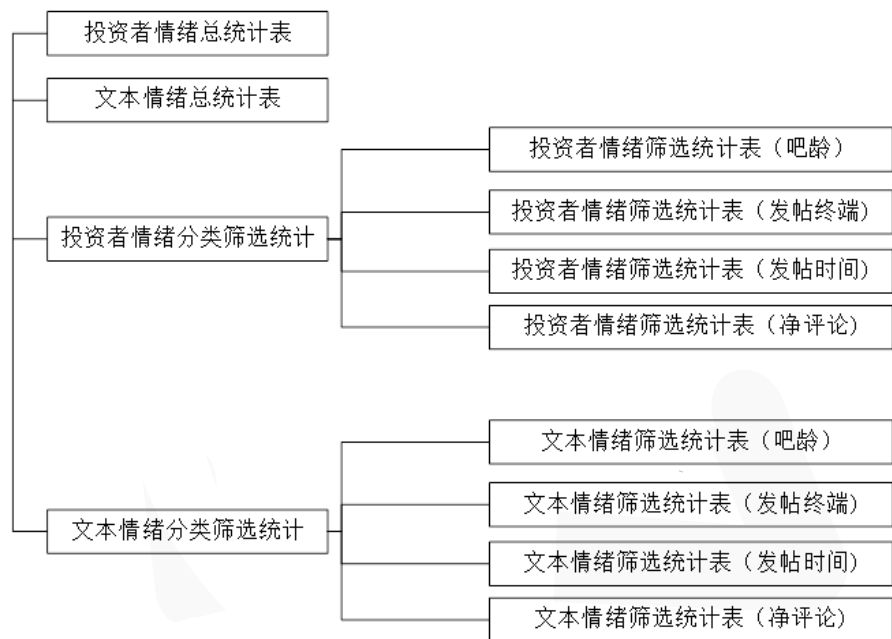 投资者情绪总统计表
文本情绪总统计表
投资者情绪分类筛选统计
投资者情绪筛选统计表（吧龄）
投资者情绪筛选统计表（发帖终端)
投资者情绪筛选统计表（发帖时间）
投资者情绪筛选统计表（净评论）
文本情绪分类筛选统计
文本情绪筛选统计表（吧龄）
文本情绪筛选统计表（发帖终端）
文本情绪筛选统计表（发帖时间）
文本情绪筛选统计表（净评论）